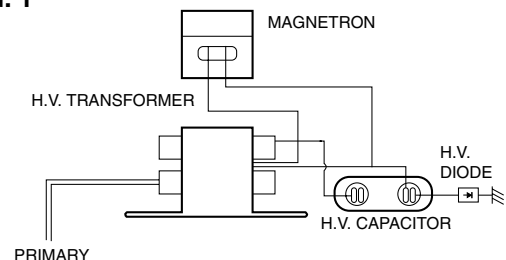 MAGNETRON
H.V. TRANSFORMER
H.V.
DIODE
H.V. CAPACITOR
PRIMARY